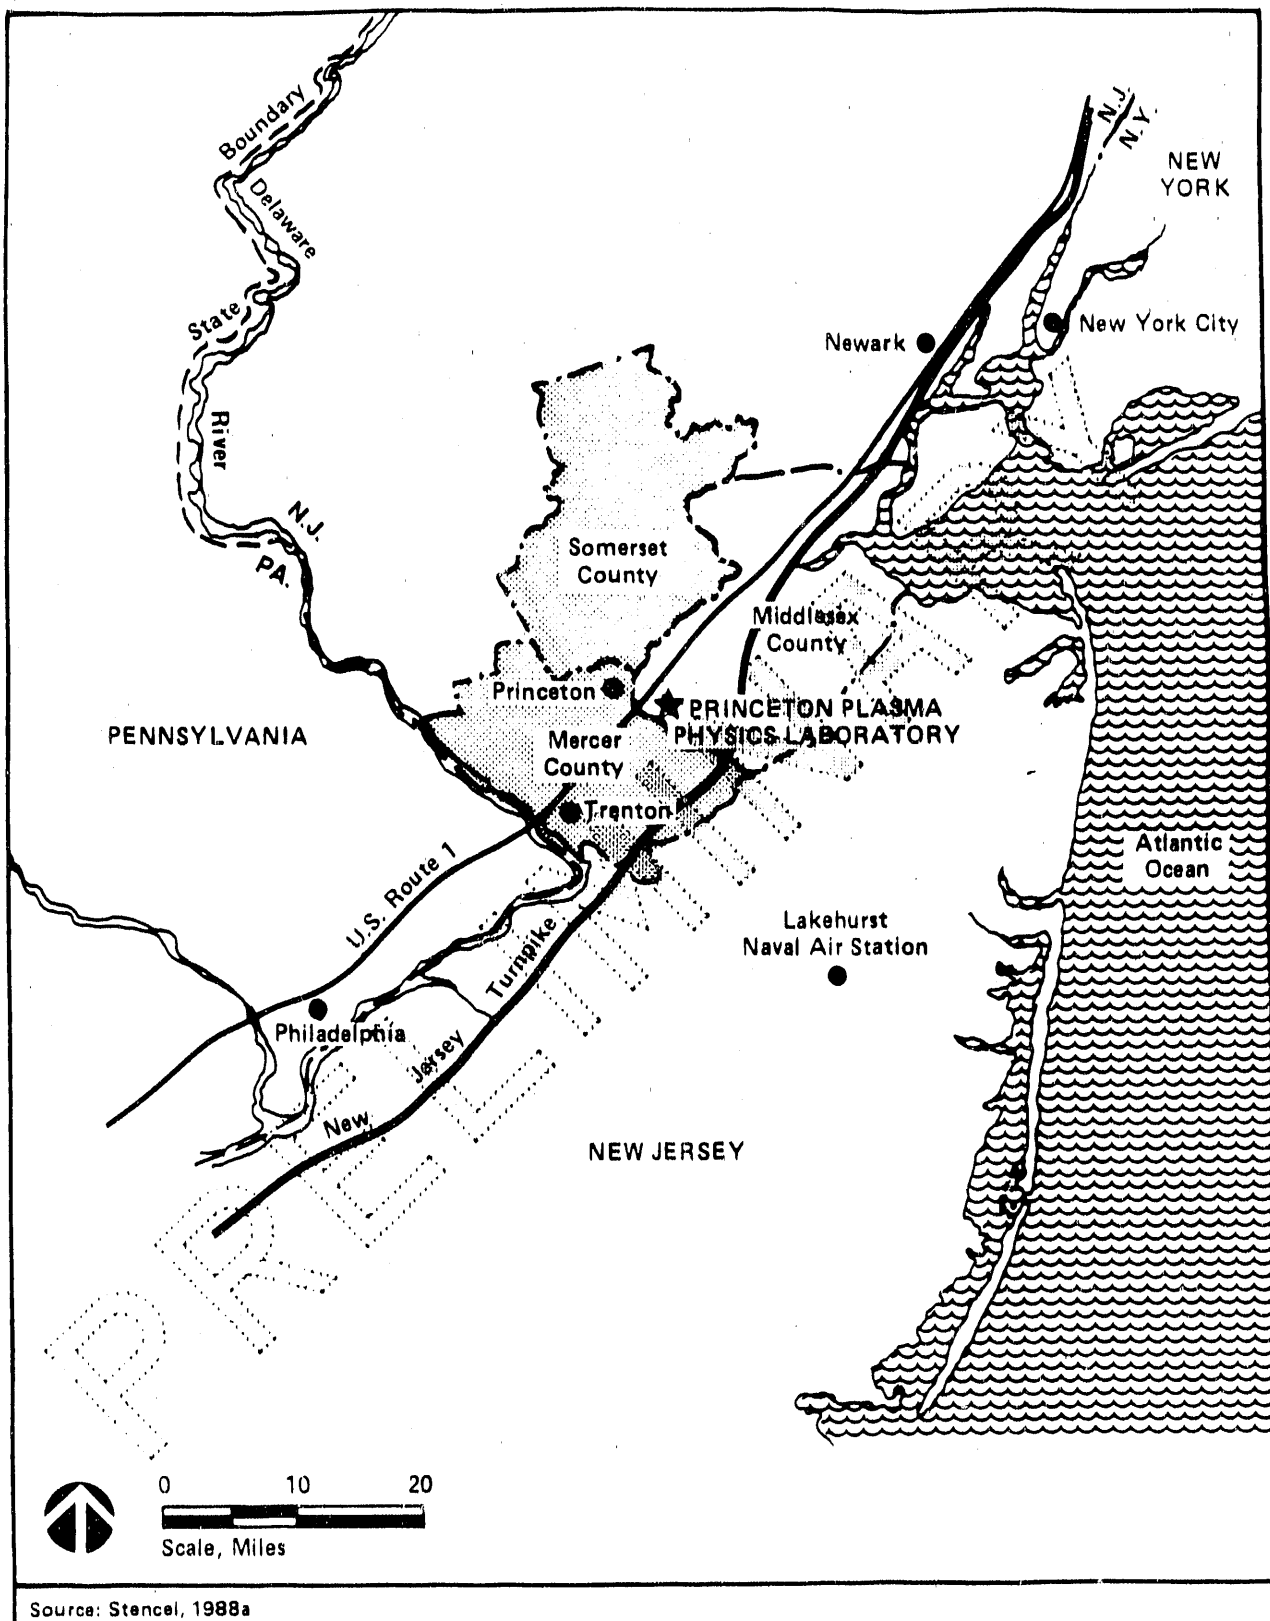 Boundary
Delaware
State
River
N.J.
PA.
N.J.
N.Y.
NEW
YORK
Newark
New York City
Somerset
County
Middlesex
County
Princeton
PRINCETON PLASMA
PHYSICS LABORATORY
PENNSYLVANIA
Mercer
County
Trenton
Atlantic
Ocean
U.S. Route 1
Lakehurst
Naval Air Station
Philadelphia
New Jersey Turnpike
NEW JERSEY
PRELIMINARY
0 10 20
Scale, Miles
Source: Stencel, 1988a